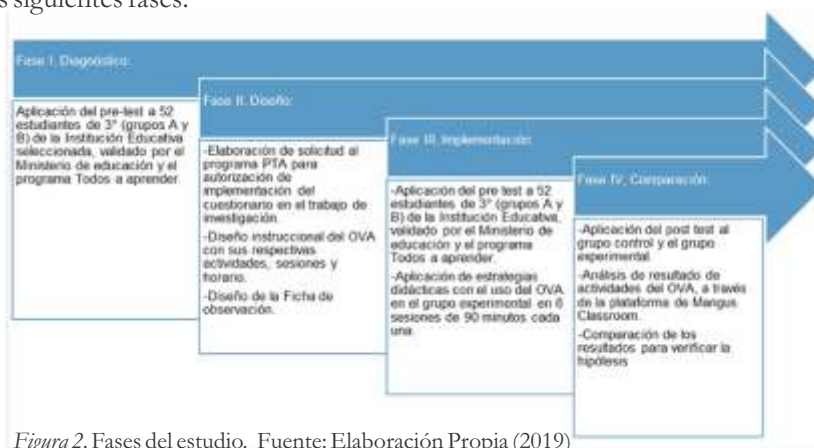 s siguientes fases:
Fase I. Diagnóstico:
Aplicación del pre-test a 52
estudiantes de 3° (grupos A y
B) de la Institución Educativa
seleccionada, validado por el
Ministerio de educación y el
programa Todos a aprender.
Fase II. Diseño:
-Elaboración de solicitud al
programa PTA para
autorización de
implementación del
cuestionario en el trabajo de
investigación.
-Diseño instruccional del OVA
con sus respectivas
actividades, sesiones y
horario.
-Diseño de la Ficha de
observación.
Fase III. Implementación:
-Aplicación del pre test a 52
estudiantes de 3° (grupos A y
B) de la Institución Educativa,
validado por el Ministerio de
educación y el programa
Todos a aprender.
-Aplicación de estrategias
didácticas con el uso del OVA
en el grupo experimental en 6
sesiones de 90 minutos cada
una.
Fase IV. Comparación:
-Aplicación del post test al
grupo control y el grupo
experimental.
-Análisis de resultado de
actividades del OVA, a través
de la plataforma de Mangus
Classroom.
-Comparación de los
resultados para verificar la
hipótesis
Figura 2. Fases del estudio. Fuente: Elaboración Propia (2019)